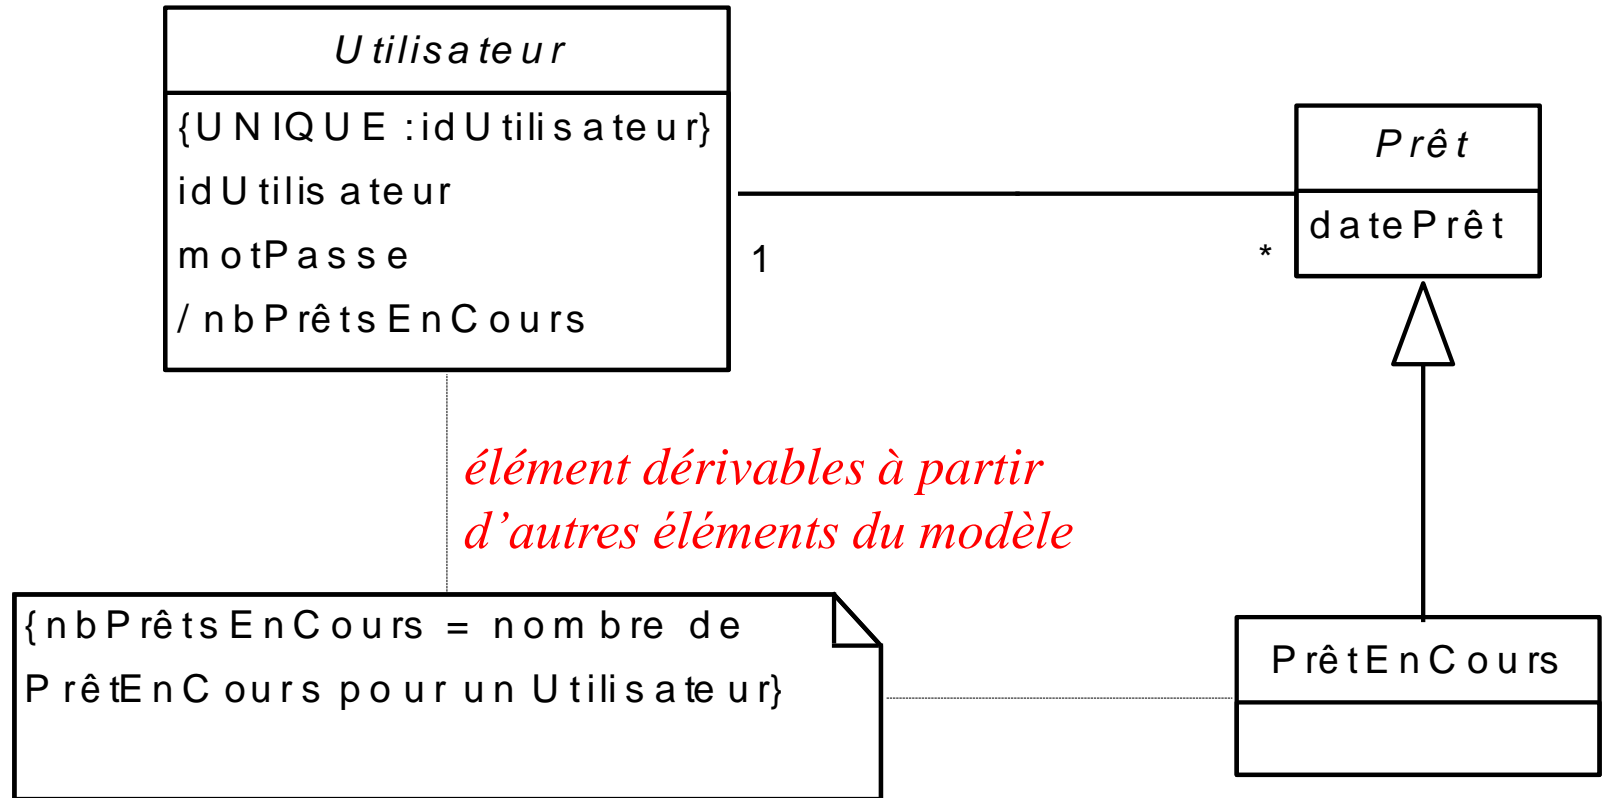 Utilisateur
{UNIQUE :idUtilisateur}
idUtilisateur
motPasse
/ nbPrêtsEnCours
1
*
Prêt
datePrêt
élément dérivables à partir
d’autres éléments du modèle
{nbPrêtsEnCours = nombre de
PrêtEnCours pour un Utilisateur}
PrêtEnCours